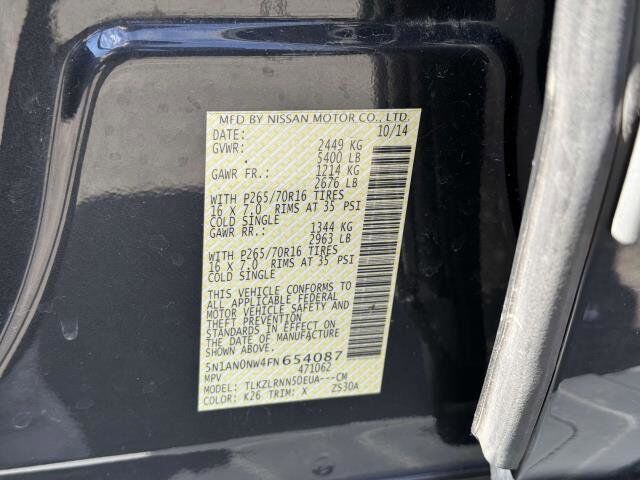 MFD BY NISSAN MOTOR CO., LTD.
DATE: 10/14
GVWR: 2449 KG
5400 LB
GAWR FR.: 1214 KG
2676 LB
WITH P265/70R16 TIRES
16 X 7.0 RIMS AT 35 PSI
COLD SINGLE
GAWR RR.: 1344 KG
2963 LB
WITH P265/70R16 TIRES
16 X 7.0 RIMS AT 35 PSI
COLD SINGLE
THIS VEHICLE CONFORMS TO
ALL APPLICABLE FEDERAL
MOTOR VEHICLE SAFETY
AND THEFT PREVENTION
STANDARDS IN EFFECT ON
THE DATE OF MANUFACTURE
5N1AN0NW4FN654087
MPV 471062
MODEL: TLKZLRNN50EUA---CM
COLOR: K26 TRIM: X ZS30A